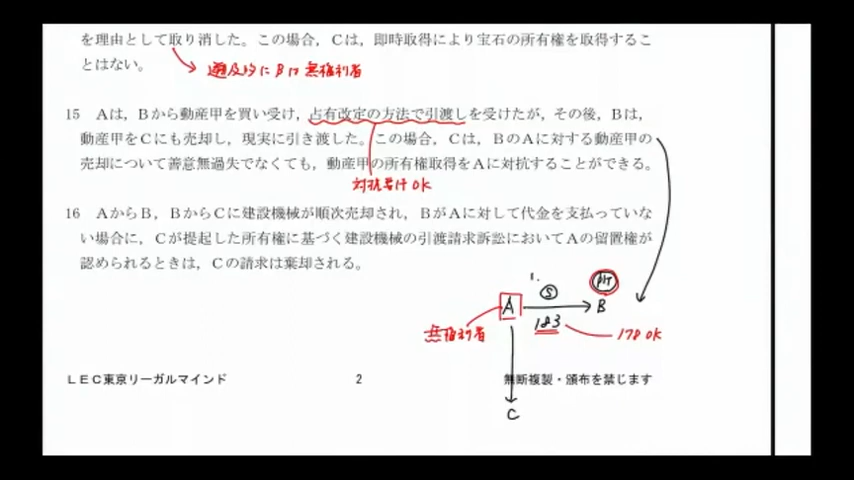 を理由として取り消した。この場合，Ｃは，即時取得により宝石の所有権を取得するこ
とはない。
遡及的にBは無権利者
15 Ａは，Ｂから動産甲を買い受け，占有改定の方法で引渡しを受けたが，その後，Ｂは，
動産甲をＣにも売却し，現実に引き渡した。この場合，Ｃは，ＢのＡに対する動産甲の
売却について善意無過失でなくても，動産甲の所有権取得をＡに対抗することができる。
対抗要件OK
16 ＡからＢ，ＢからＣに建設機械が順次売却され，ＢがＡに対して代金を支払っていな
い場合に，Ｃが提起した所有権に基づく建設機械の引渡請求訴訟においてＡの留置権が
認められるときは，Ｃの請求は棄却される。
1. S
A B
183
無権利者 178 OK
ＬＥＣ東京リーガルマインド 2 無断複製・頒布を禁じます
C